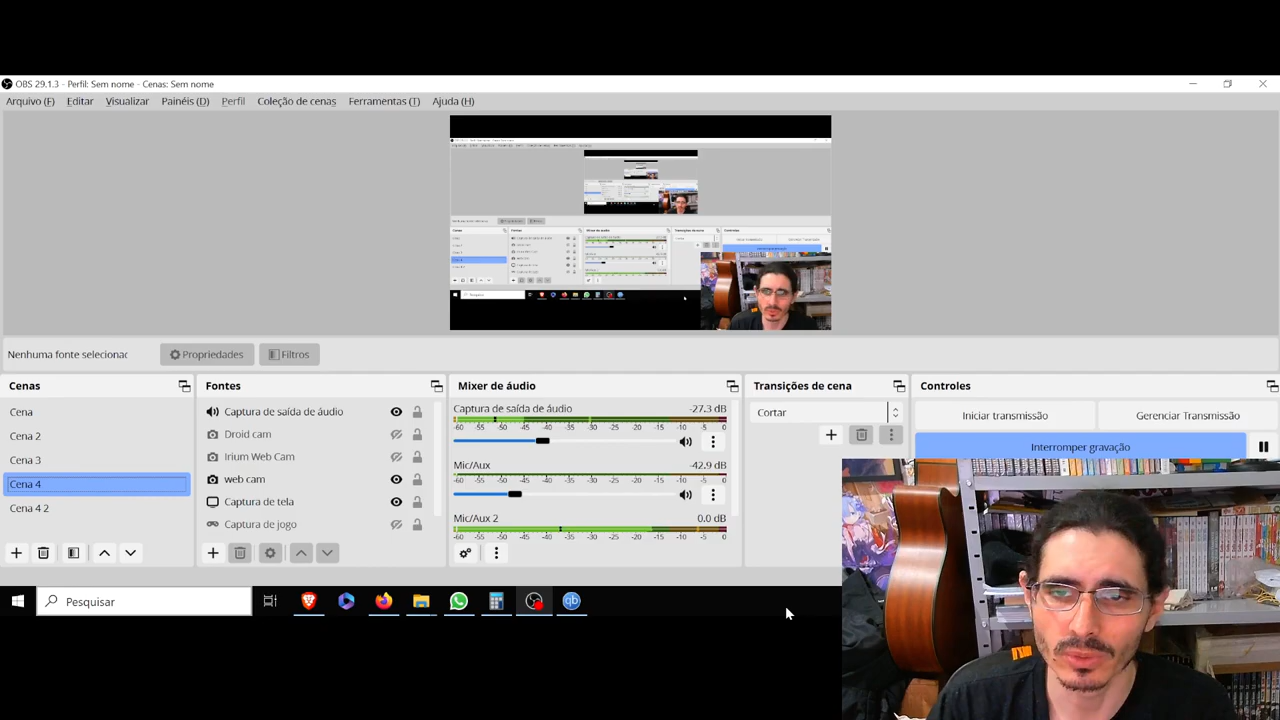 OBS 29.1.3 - Perfil: Sem nome - Cenas: Sem nome
Arquivo (F) Editar Visualizar Painéis (D) Perfil Coleção de cenas Ferramentas (T) Ajuda (H)
Nenhuma fonte selecionac Propriedades Filtros
Cenas
Cena
Cena 2
Cena 3
Cena 4
Cena 4 2
Fontes
Captura de saída de áudio
Droid cam
Irium Web Cam
web cam
Captura de tela
Captura de jogo
Mixer de áudio
Captura de saída de áudio -27.3 dB
-60 -55 -50 -45 -40 -35 -30 -25 -20 -15 -10 -5 0
Mic/Aux -42.9 dB
-60 -55 -50 -45 -40 -35 -30 -25 -20 -15 -10 -5 0
Mic/Aux 2 0.0 dB
-60 -55 -50 -45 -40 -35 -30 -25 -20 -15 -10 -5 0
Transições de cena
Cortar
Controles
Iniciar transmissão Gerenciar Transmissão
Interromper gravação
Pesquisar
qb